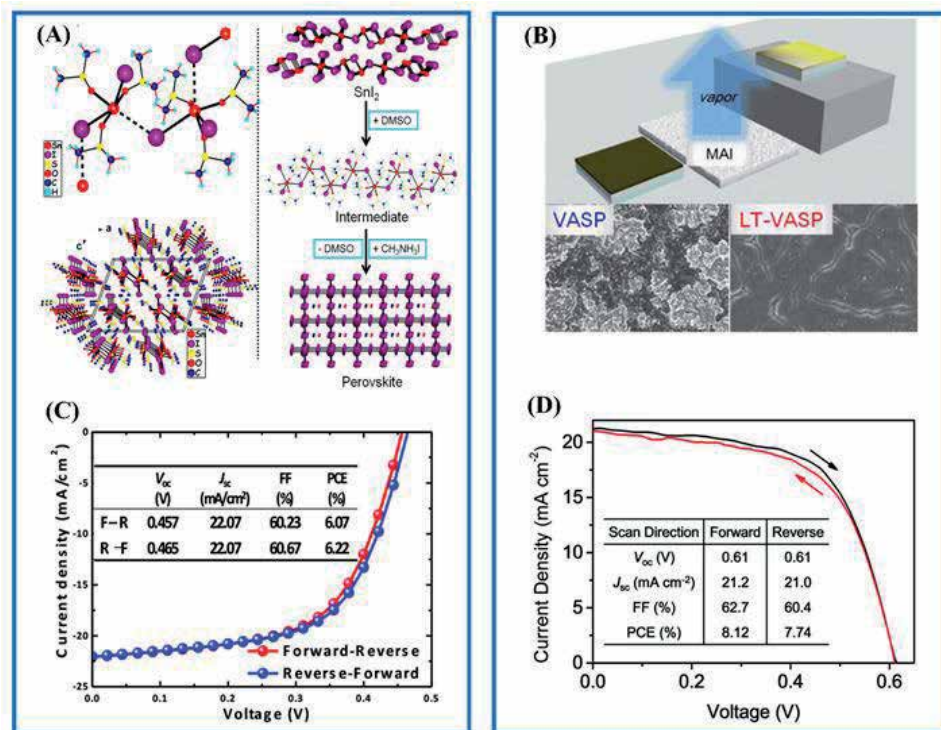 (A)
Sn
I
S
O
C
H
SnI₂
+ DMSO
Intermediate
- DMSO
+ CH₃NH₃I
Perovskite
a
c
Sn
I
S
O
C
(B)
vapor
MAI
VASP
LT-VASP
(C)
Current density (mA/cm²)
0
-5
-10
-15
-20
-25
Voc Jsc FF PCE
(V) (mA/cm²) (%) (%)
F–R 0.457 22.07 60.23 6.07
R–F 0.465 22.07 60.67 6.22
Forward-Reverse
Reverse-Forward
0.0 0.1 0.2 0.3 0.4 0.5
Voltage (V)
(D)
Current Density (mA cm⁻²)
20
15
10
5
0
Scan Direction Forward Reverse
Voc (V) 0.61 0.61
Jsc (mA cm⁻²) 21.2 21.0
FF (%) 62.7 60.4
PCE (%) 8.12 7.74
0.0 0.2 0.4 0.6
Voltage (V)